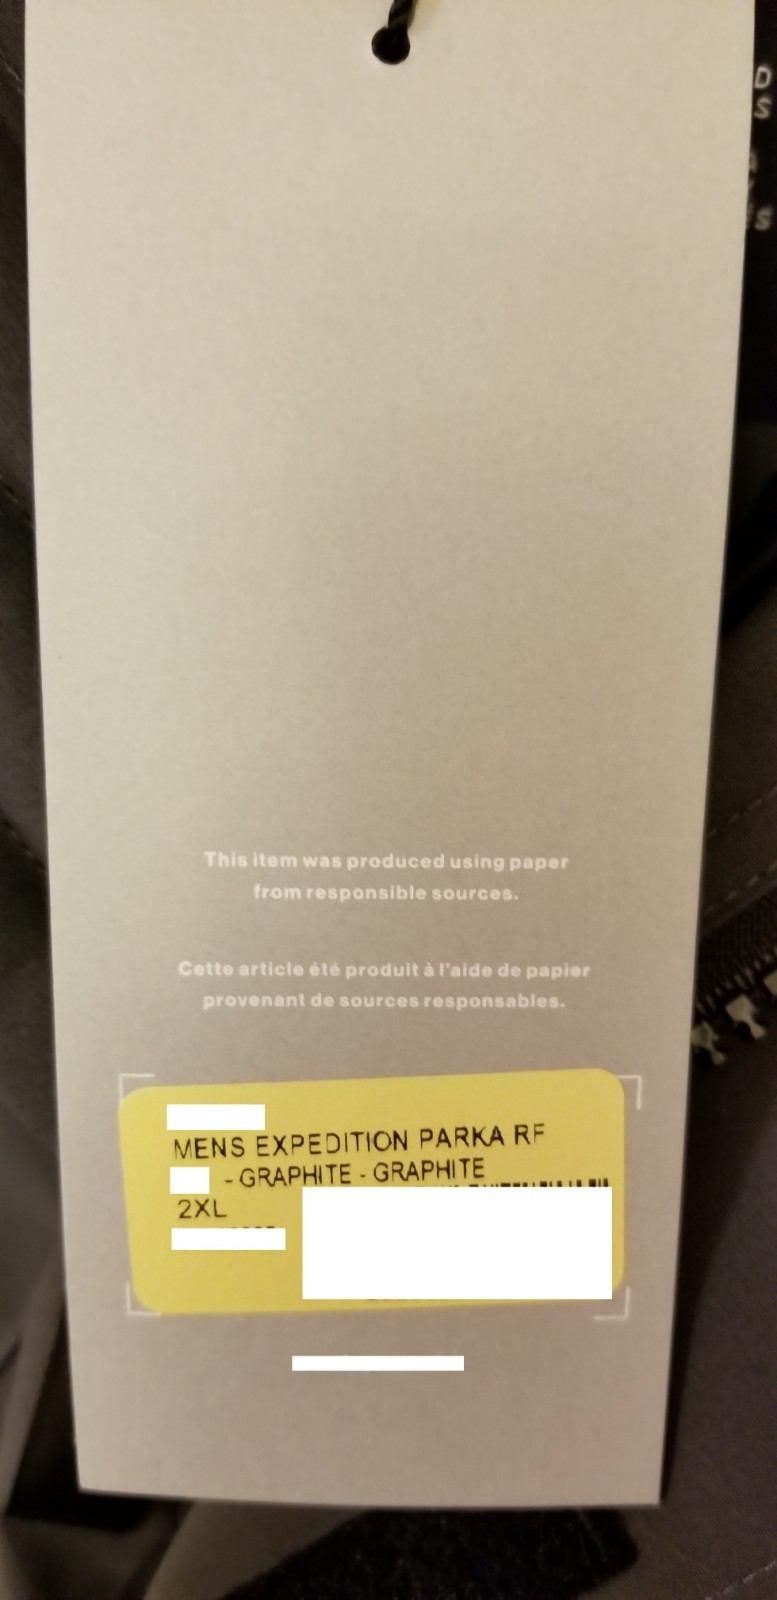 This item was produced using paper
from responsible sources.
Cette article été produit à l'aide de papier
provenant de sources responsables.
MENS EXPEDITION PARKA RF
- GRAPHITE - GRAPHITE
2XL
D
S
S